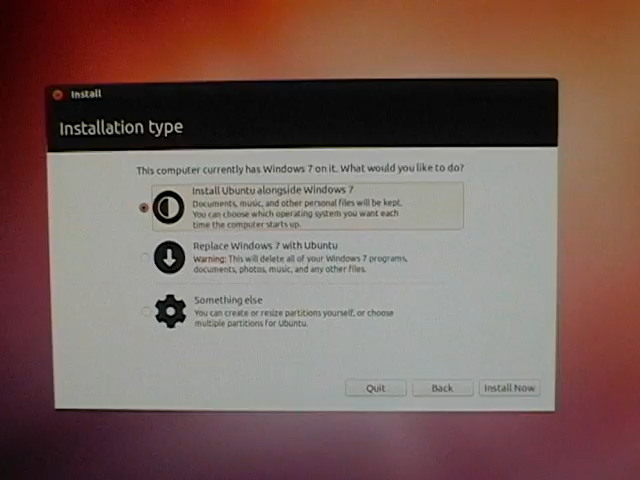 Install
Installation type
This computer currently has Windows 7 on it. What would you like to do?
Install Ubuntu alongside Windows 7
Documents, music, and other personal files will be kept.
You can choose which operating system you want each
time the computer starts up.
Replace Windows 7 with Ubuntu
Warning: This will delete all of your Windows 7 programs,
documents, photos, music, and any other files.
Something else
You can create or resize partitions yourself, or choose
multiple partitions for Ubuntu.
Quit
Back
Install Now